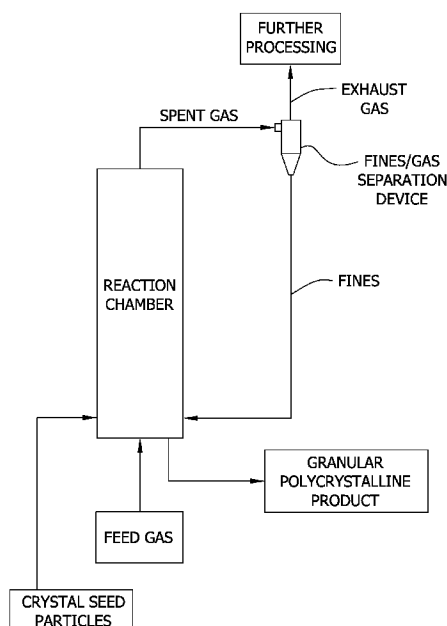 FURTHER
PROCESSING
EXHAUST
GAS
SPENT GAS
FINES/GAS
SEPARATION
DEVICE
REACTION
CHAMBER
FINES
GRANULAR
POLYCRYSTALLINE
PRODUCT
FEED GAS
CRYSTAL SEED
PARTICLES